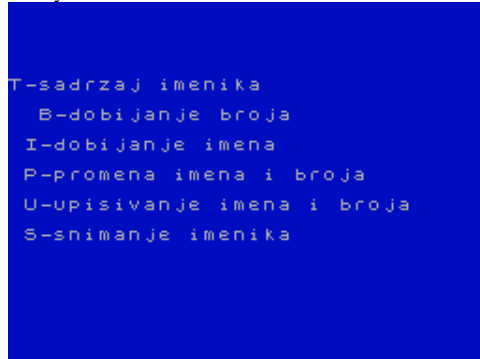 T-sadrzaj imenika
B-dobijanje broja
I-dobijanje imena
P-promena imena i broja
U-upisivanje imena i broja
S-snimanje imenika